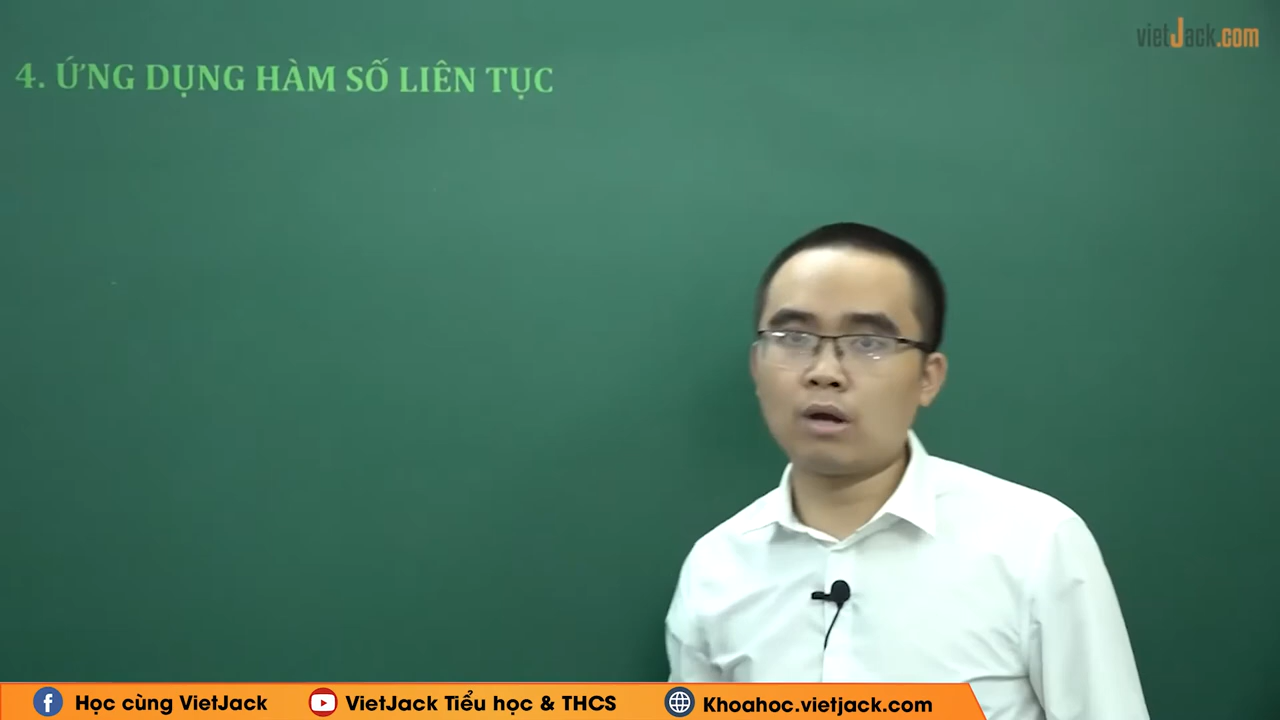 vietJack.com
4. ỨNG DỤNG HÀM SỐ LIÊN TỤC
Học cùng VietJack
VietJack Tiểu học & THCS
Khoahoc.vietjack.com